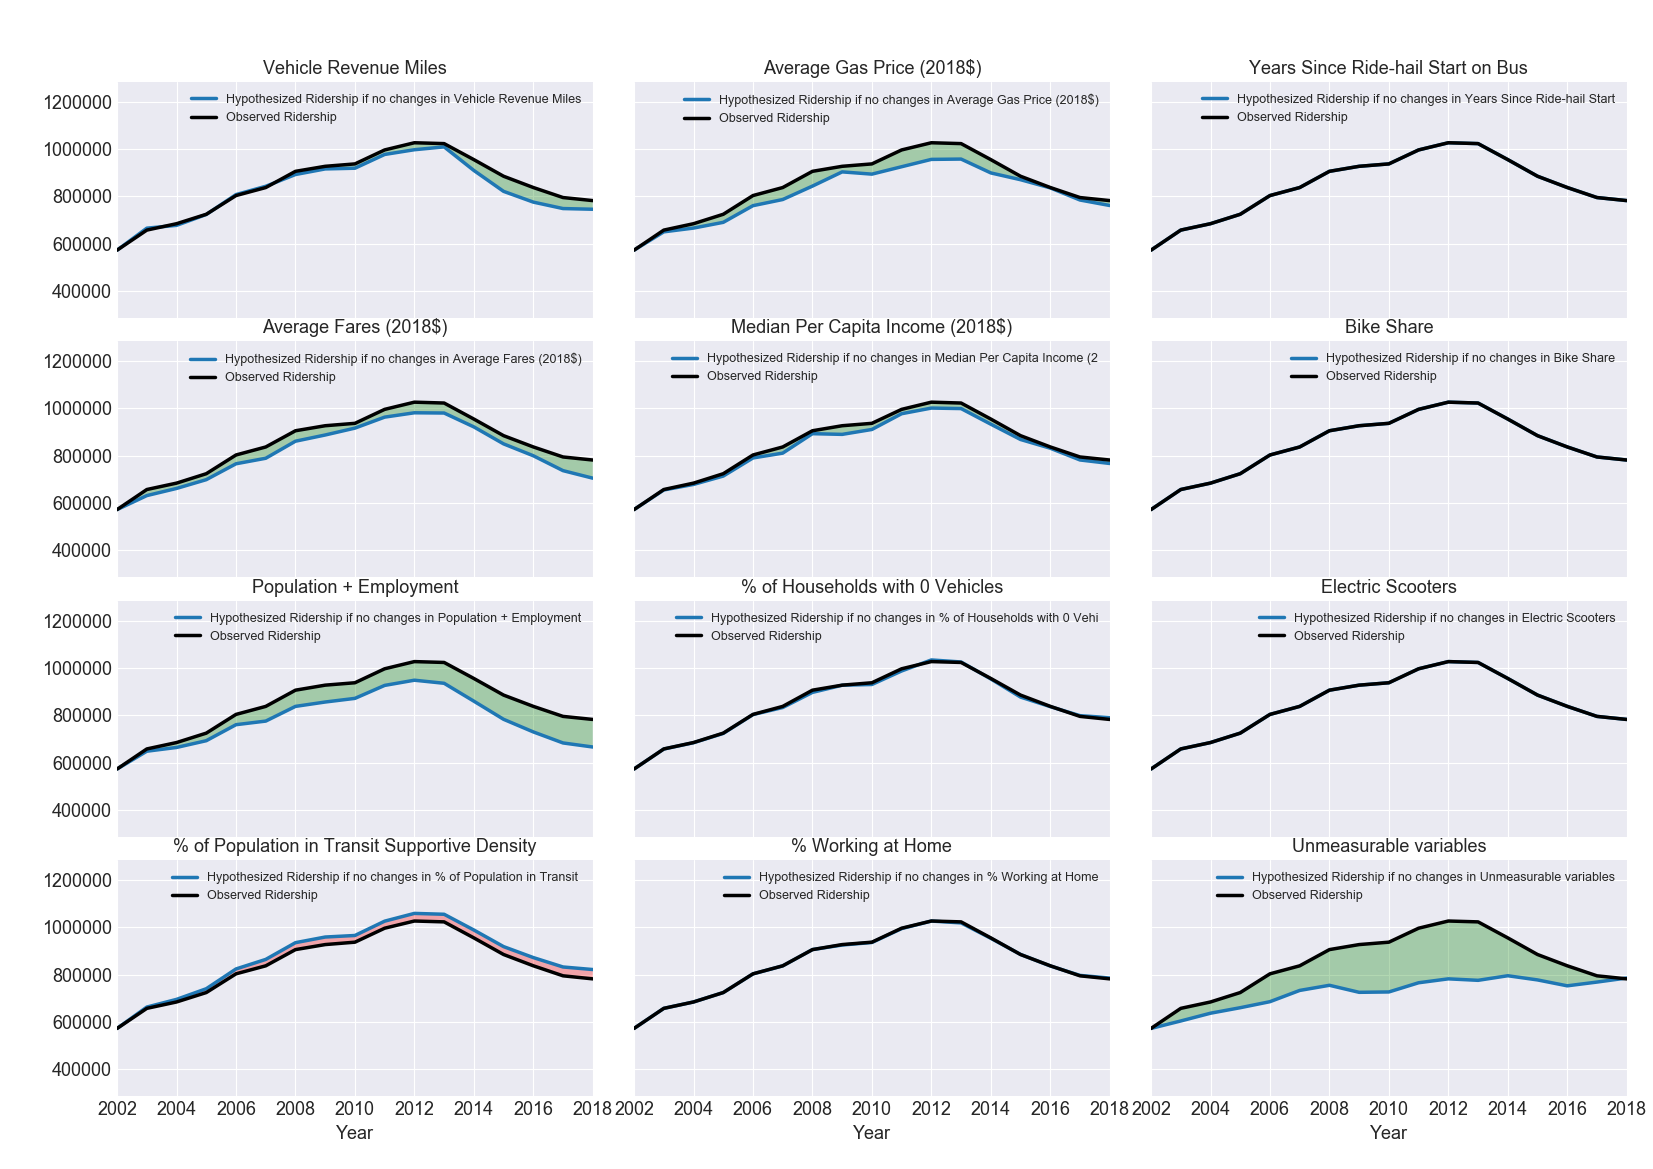 Vehicle Revenue Miles
Hypothesized Ridership if no changes in Vehicle Revenue Miles
Observed Ridership
1200000
1000000
800000
600000
400000
Average Gas Price (2018$)
Hypothesized Ridership if no changes in Average Gas Price (2018$)
Observed Ridership
Years Since Ride-hail Start on Bus
Hypothesized Ridership if no changes in Years Since Ride-hail Start
Observed Ridership
Average Fares (2018$)
Hypothesized Ridership if no changes in Average Fares (2018$)
Observed Ridership
1200000
1000000
800000
600000
400000
Median Per Capita Income (2018$)
Hypothesized Ridership if no changes in Median Per Capita Income (2
Observed Ridership
Bike Share
Hypothesized Ridership if no changes in Bike Share
Observed Ridership
Population + Employment
Hypothesized Ridership if no changes in Population + Employment
Observed Ridership
1200000
1000000
800000
600000
400000
% of Households with 0 Vehicles
Hypothesized Ridership if no changes in % of Households with 0 Vehi
Observed Ridership
Electric Scooters
Hypothesized Ridership if no changes in Electric Scooters
Observed Ridership
% of Population in Transit Supportive Density
Hypothesized Ridership if no changes in % of Population in Transit
Observed Ridership
1200000
1000000
800000
600000
400000
2002 2004 2006 2008 2010 2012 2014 2016 2018
Year
% Working at Home
Hypothesized Ridership if no changes in % Working at Home
Observed Ridership
2002 2004 2006 2008 2010 2012 2014 2016 2018
Year
Unmeasurable variables
Hypothesized Ridership if no changes in Unmeasurable variables
Observed Ridership
2002 2004 2006 2008 2010 2012 2014 2016 2018
Year